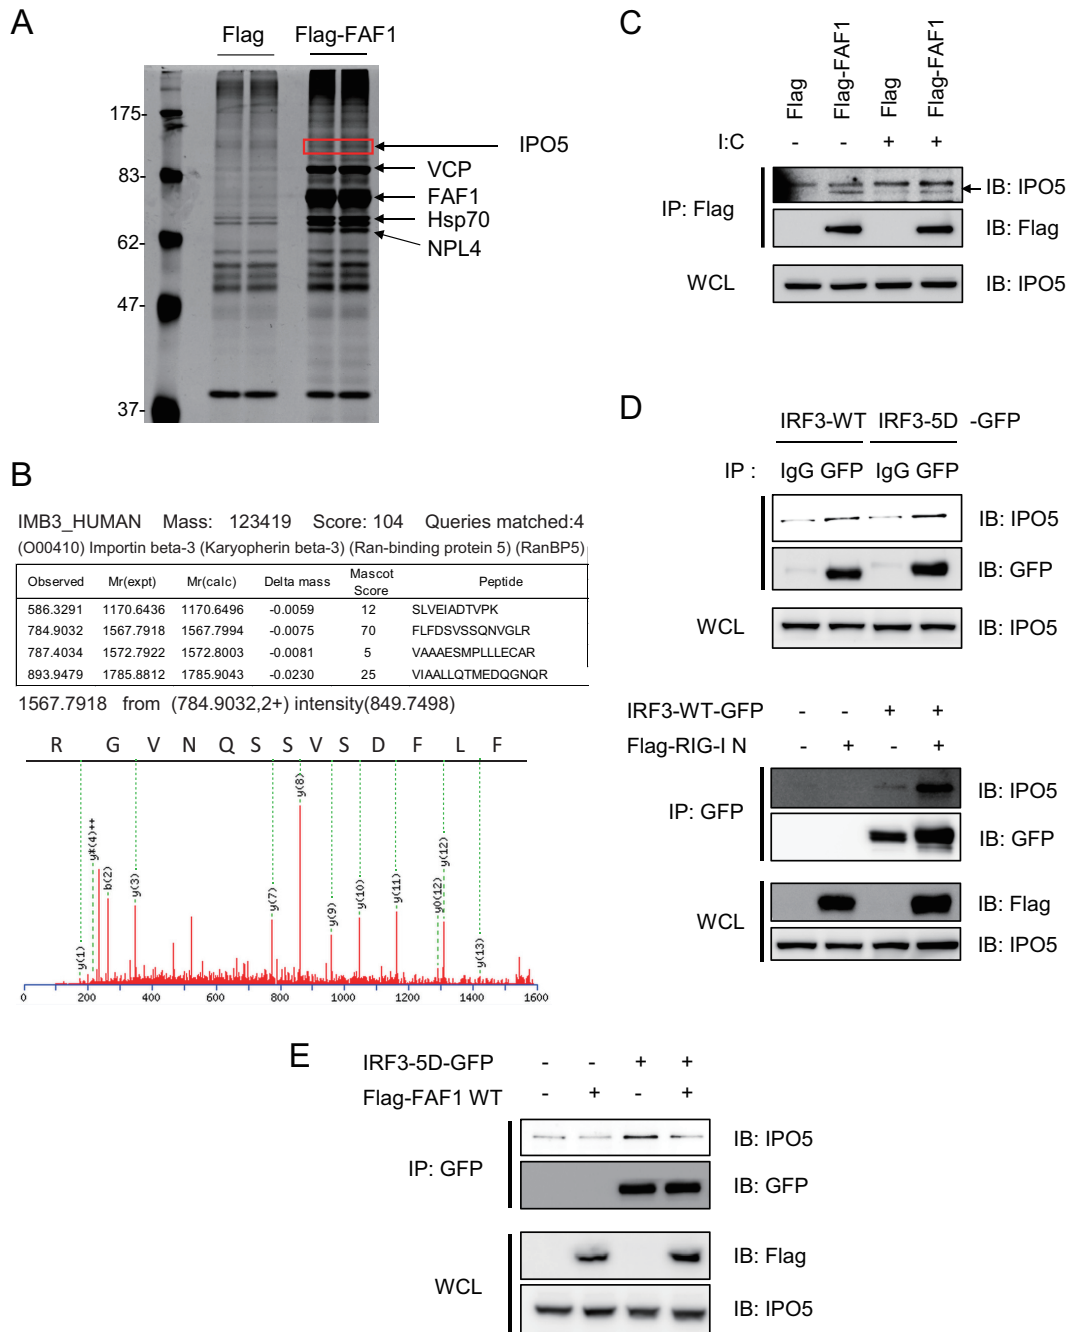 A
Flag Flag-FAF1
175-
83-
62-
47-
37-
IPO5
VCP
FAF1
Hsp70
NPL4
B
IMB3_HUMAN Mass: 123419 Score: 104 Queries matched:4
(O00410) Importin beta-3 (Karyopherin beta-3) (Ran-binding protein 5) (RanBP5)
Observed Mr(expt) Mr(calc) Delta mass Mascot Score Peptide
586.3291 1170.6436 1170.6496 -0.0059 12 SLVEIADTVPK
784.9032 1567.7918 1567.7994 -0.0075 70 FLFDSVSSQNVGLR
787.4034 1572.7922 1572.8003 -0.0081 5 VAAAESMPLLLECAR
893.9479 1785.8812 1785.9043 -0.0230 25 VIAALLQTMEDQGNQR
1567.7918 from (784.9032,2+) intensity(849.7498)
R G V N Q S S V S D F L F
y(1)
y*(4)++
b(2)
y(3)
y(7)
y(8)
y(9)
y(10)
y(11)
y0(12)
y(12)
y(13)
0 200 400 600 800 1000 1200 1400 1600
C
Flag
Flag-FAF1
Flag
Flag-FAF1
I:C - - + +
IP: Flag
IB: IPO5
IB: Flag
WCL IB: IPO5
D
IRF3-WT IRF3-5D -GFP
IP : IgG GFP IgG GFP
IB: IPO5
IB: GFP
WCL IB: IPO5
IRF3-WT-GFP - - + +
Flag-RIG-I N - + - +
IP: GFP
IB: IPO5
IB: GFP
WCL
IB: Flag
IB: IPO5
E
IRF3-5D-GFP - - + +
Flag-FAF1 WT - + - +
IP: GFP
IB: IPO5
IB: GFP
WCL
IB: Flag
IB: IPO5